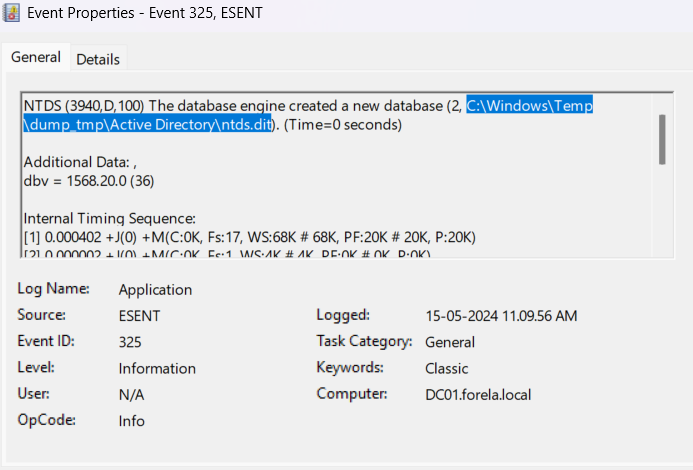 Event Properties - Event 325, ESENT
General Details
NTDS (3940,D,100) The database engine created a new database (2, C:\Windows\Temp
\dump_tmp\Active Directory\ntds.dit). (Time=0 seconds)
Additional Data: ,
dbv = 1568.20.0 (36)
Internal Timing Sequence:
[1] 0.000402 +J(0) +M(C:0K, Fs:17, WS:68K # 68K, PF:20K # 20K, P:20K)
[2] 0.000002 +J(0) +M(C:0K, Fs:1, WS:4K # 4K, PF:0K # 0K, P:0K)
Log Name: Application
Source: ESENT Logged: 15-05-2024 11.09.56 AM
Event ID: 325 Task Category: General
Level: Information Keywords: Classic
User: N/A Computer: DC01.forela.local
OpCode: Info